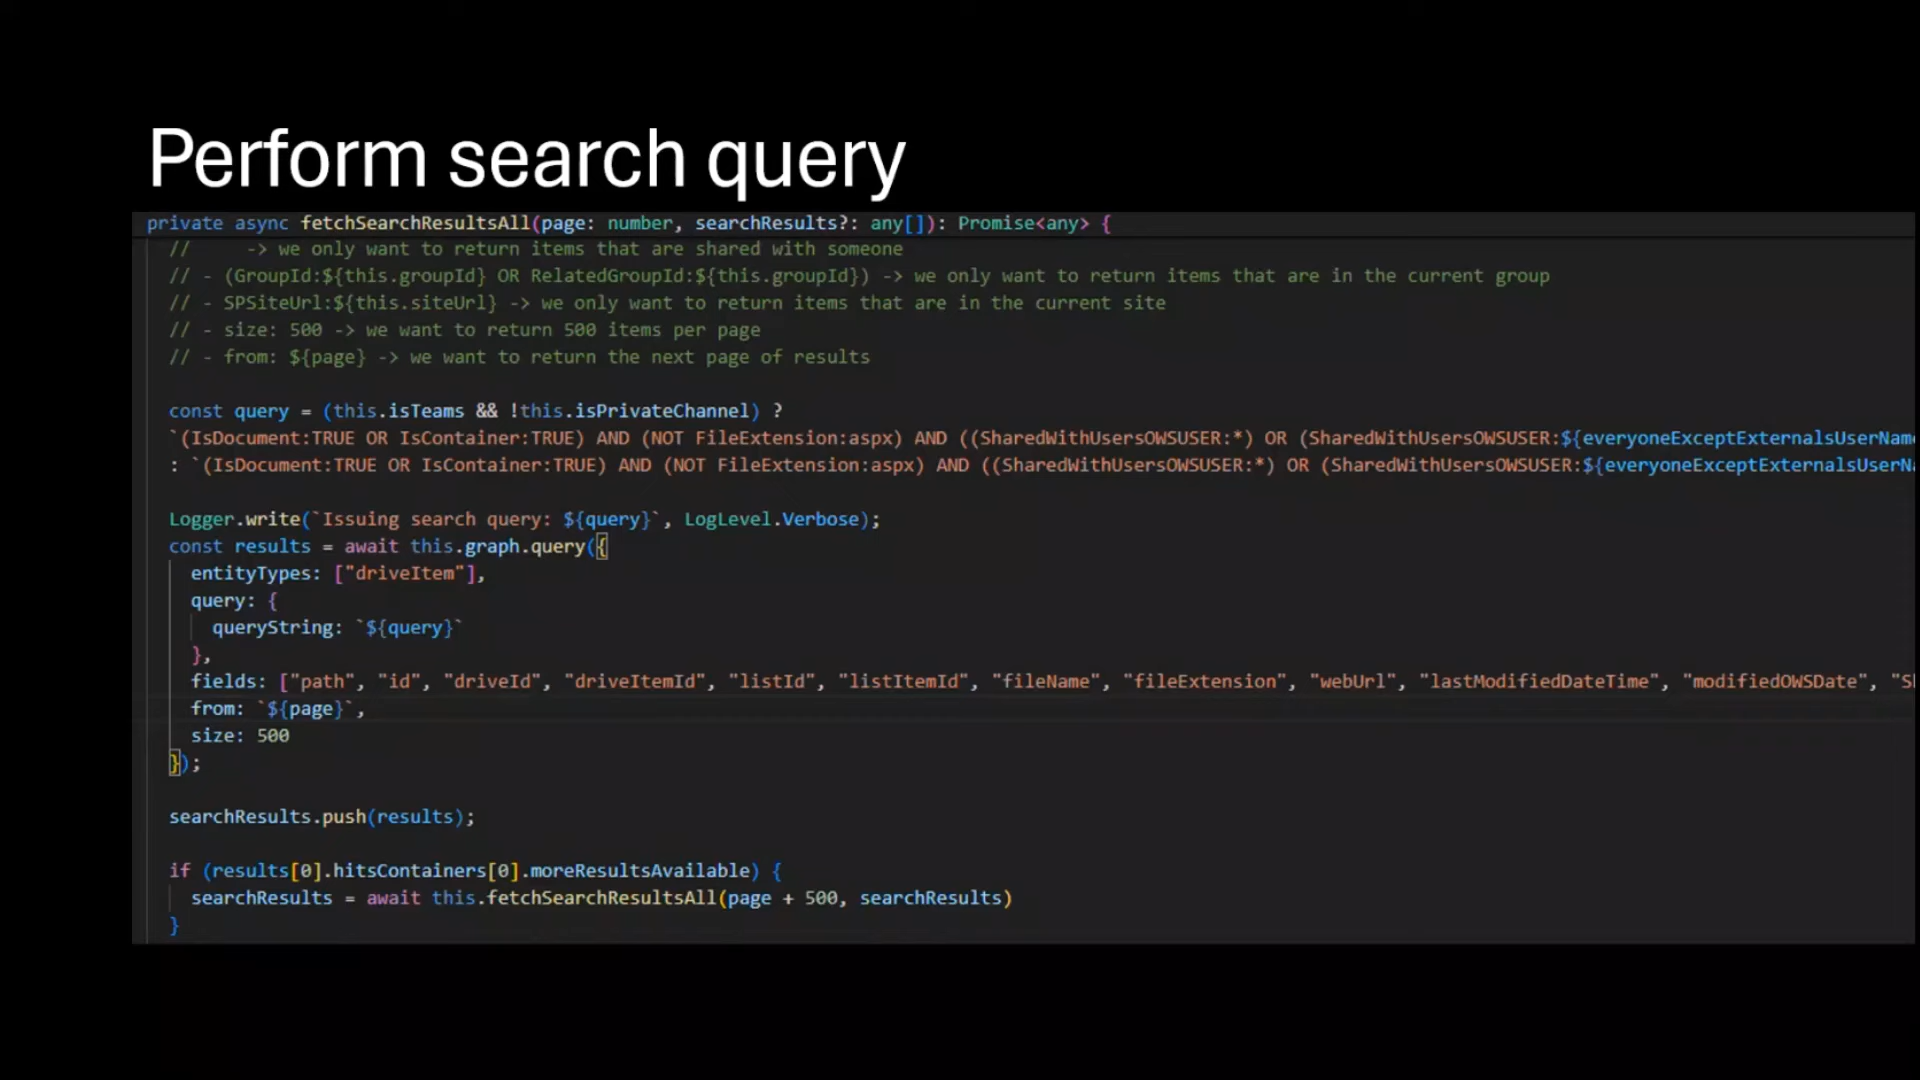 Perform search query
private async fetchSearchResultsAll(page: number, searchResults?: any[]): Promise<any> {
//     -> we only want to return items that are shared with someone
// - (GroupId:${this.groupId} OR RelatedGroupId:${this.groupId}) -> we only want to return items that are in the current group
// - SPSiteUrl:${this.siteUrl} -> we only want to return items that are in the current site
// - size: 500 -> we want to return 500 items per page
// - from: ${page} -> we want to return the next page of results
const query = (this.isTeams && !this.isPrivateChannel) ?
`(IsDocument:TRUE OR IsContainer:TRUE) AND (NOT FileExtension:aspx) AND ((SharedWithUsersOWSUSER:*) OR (SharedWithUsersOWSUSER:${everyoneExceptExternalsUserName
: `(IsDocument:TRUE OR IsContainer:TRUE) AND (NOT FileExtension:aspx) AND ((SharedWithUsersOWSUSER:*) OR (SharedWithUsersOWSUSER:${everyoneExceptExternalsUserNa
Logger.write(`Issuing search query: ${query}`, LogLevel.Verbose);
const results = await this.graph.query({
entityTypes: ["driveItem"],
query: {
queryString: `${query}`
},
fields: ["path", "id", "driveId", "driveItemId", "listId", "listItemId", "fileName", "fileExtension", "webUrl", "lastModifiedDateTime", "modifiedOWSDate", "S
from: `${page}`,
size: 500
});
searchResults.push(results);
if (results[0].hitsContainers[0].moreResultsAvailable) {
searchResults = await this.fetchSearchResultsAll(page + 500, searchResults)
}